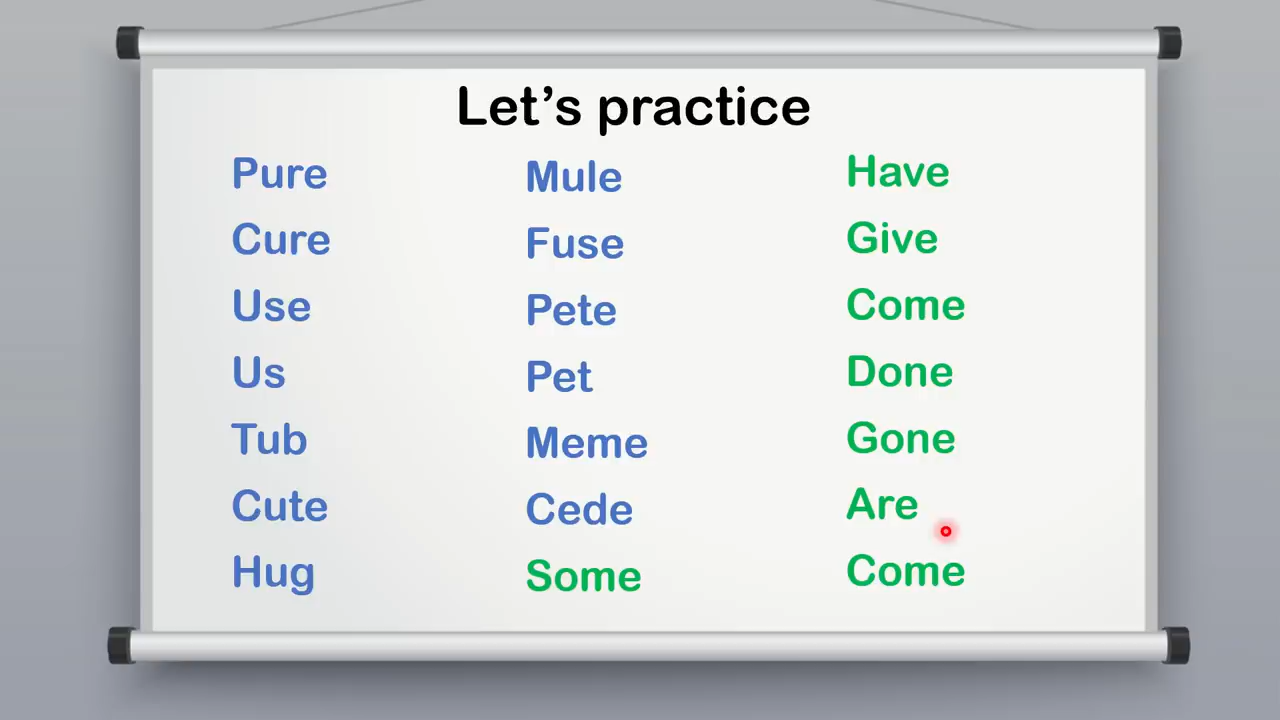 Let's practice
Pure
Cure
Use
Us
Tub
Cute
Hug
Mule
Fuse
Pete
Pet
Meme
Cede
Some
Have
Give
Come
Done
Gone
Are
Come